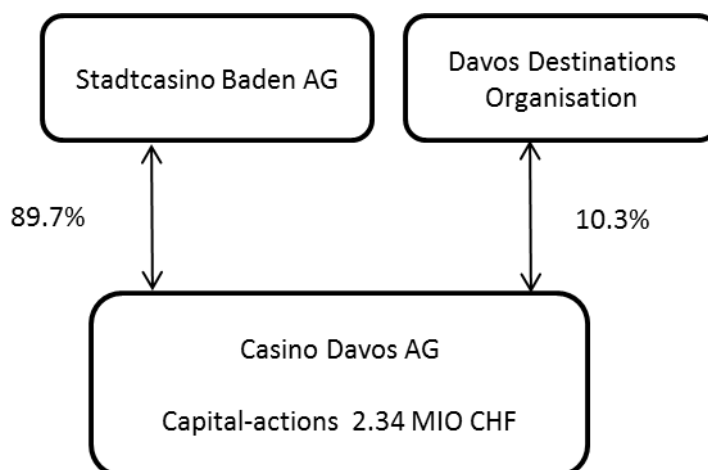 Stadtcasino Baden AG
Davos Destinations
Organisation
89.7%
10.3%
Casino Davos AG
Capital-actions 2.34 MIO CHF